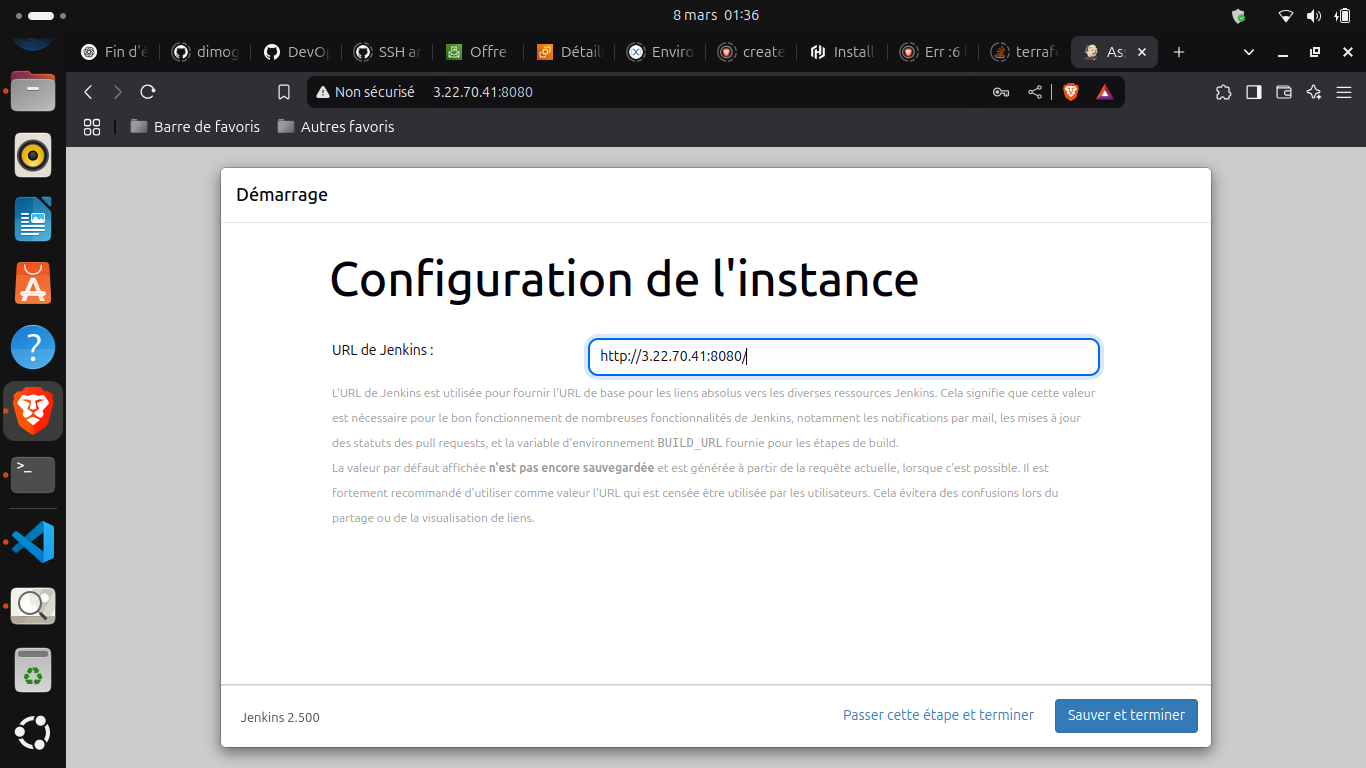 8 mars 01:36
Fin d'é
dimog
DevOp
SSH ar
Offre
Détail
Enviro
create
Install
Err :6
terrafo
As
Non sécurisé 3.22.70.41:8080
Barre de favoris Autres favoris
Démarrage
Configuration de l'instance
URL de Jenkins : http://3.22.70.41:8080/
L'URL de Jenkins est utilisée pour fournir l'URL de base pour les liens absolus vers les diverses ressources Jenkins. Cela signifie que cette valeur
est nécessaire pour le bon fonctionnement de nombreuses fonctionnalités de Jenkins, notamment les notifications par mail, les mises à jour
des statuts des pull requests, et la variable d'environnement BUILD_URL fournie pour les étapes de build.
La valeur par défaut affichée n'est pas encore sauvegardée et est générée à partir de la requête actuelle, lorsque c'est possible. Il est
fortement recommandé d'utiliser comme valeur l'URL qui est censée être utilisée par les utilisateurs. Cela évitera des confusions lors du
partage ou de la visualisation de liens.
Jenkins 2.500
Passer cette étape et terminer
Sauver et terminer